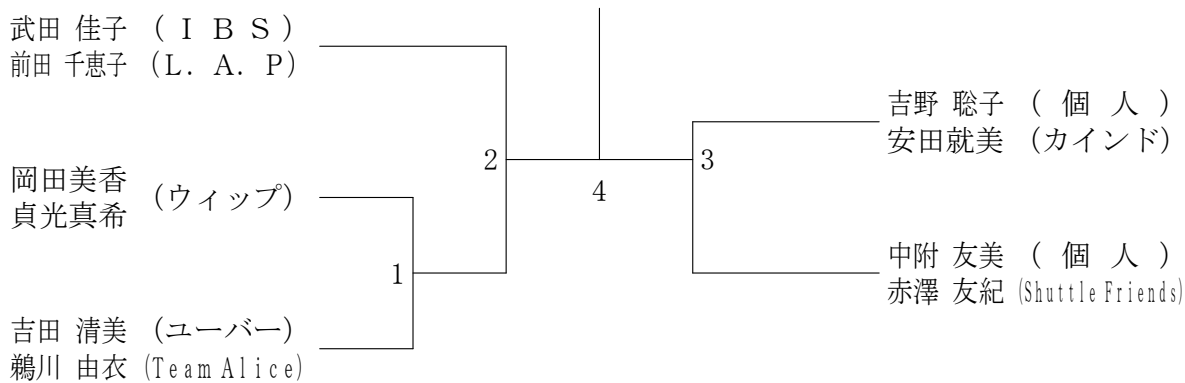 武田 佳子 (ＩＢＳ)
前田 千恵子 (Ｌ．Ａ．Ｐ)
吉野 聡子 (個人)
安田就美 (カインド)
2
3
4
岡田美香
貞光真希
(ウィップ)
中附 友美 (個人)
赤澤 友紀 (Shuttle Friends)
1
吉田 清美 (ユーバー)
鵜川 由衣 (Team Alice)